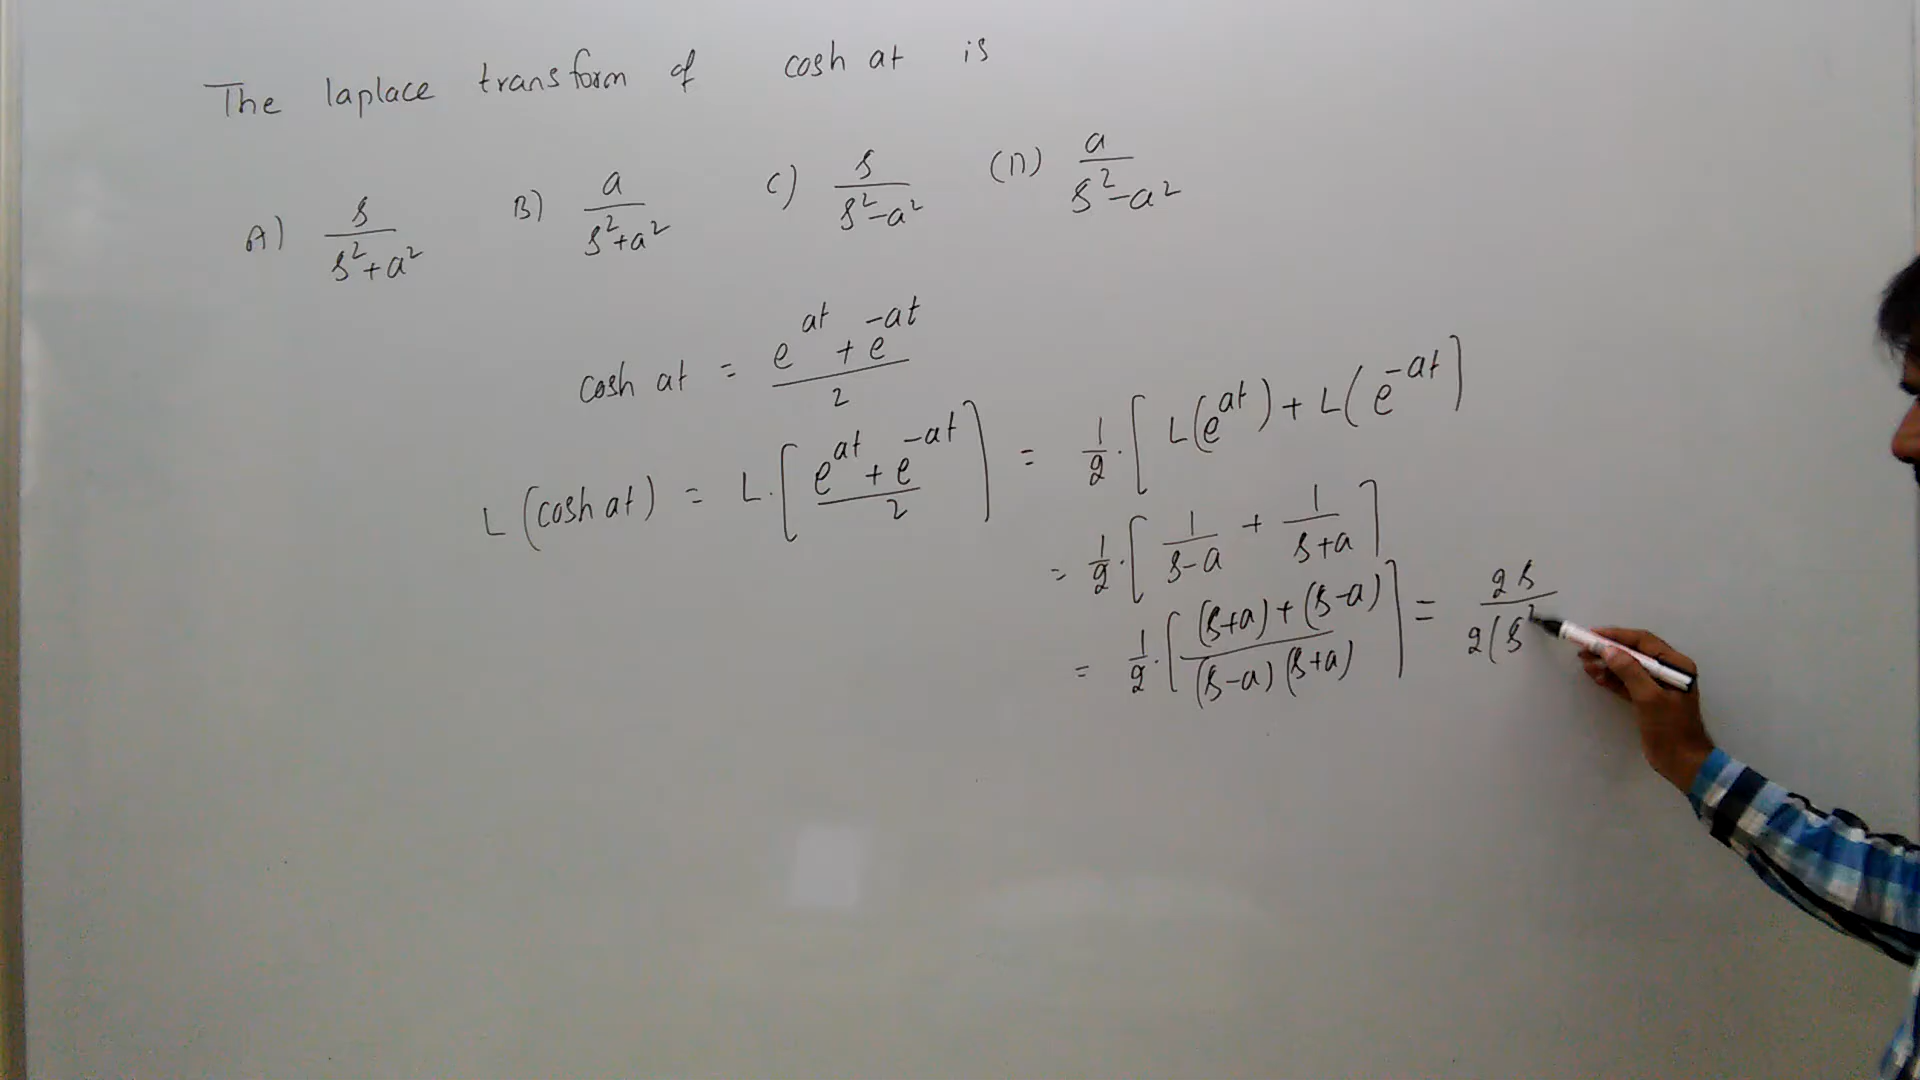 The laplace transform of cosh at is
A) s/(s²+a²) B) a/(s²+a²) C) s/(s²-a²) (D) a/(s²-a²)
cosh at = (e^at + e^-at)/2
L(cosh at) = L.[(e^at + e^-at)/2] = 1/2.[L(e^at) + L(e^-at]
= 1/2.[1/(s-a) + 1/(s+a)]
= 1/2.[((s+a)+(s-a))/((s-a)(s+a))] = 2s/2(s²